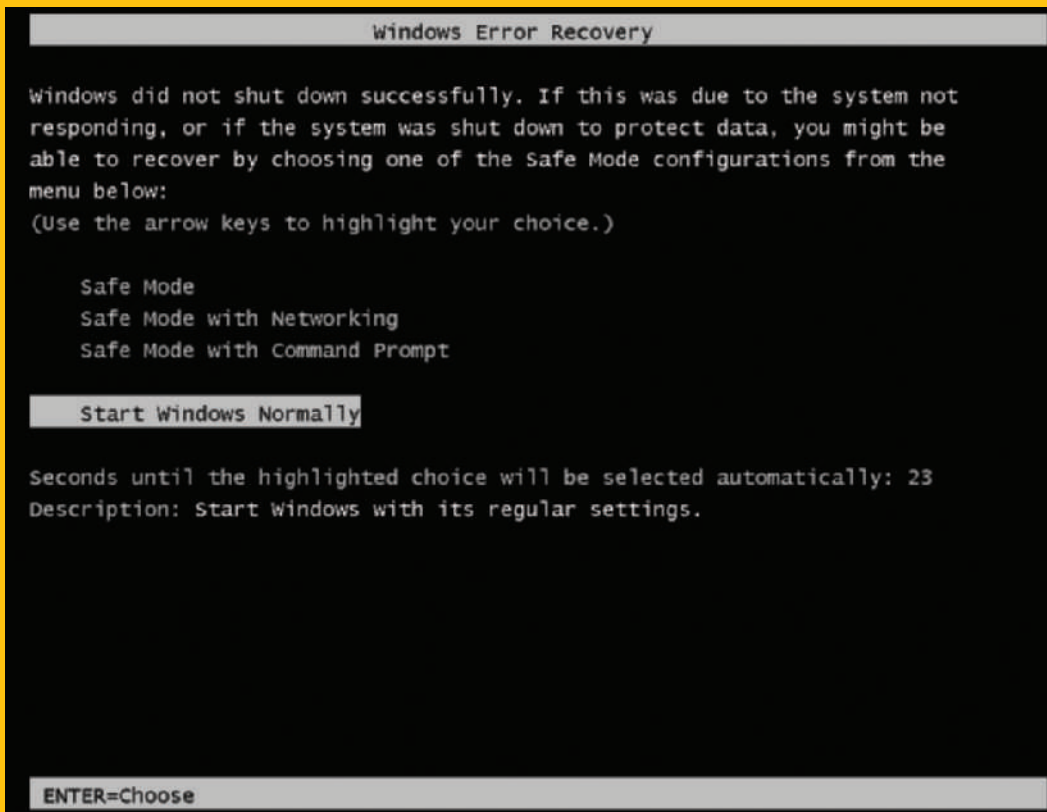 Windows Error Recovery
Windows did not shut down successfully. If this was due to the system not
responding, or if the system was shut down to protect data, you might be
able to recover by choosing one of the Safe Mode configurations from the
menu below:
(Use the arrow keys to highlight your choice.)
Safe Mode
Safe Mode with Networking
Safe Mode with Command Prompt
Start Windows Normally
Seconds until the highlighted choice will be selected automatically: 23
Description: Start Windows with its regular settings.
ENTER=Choose